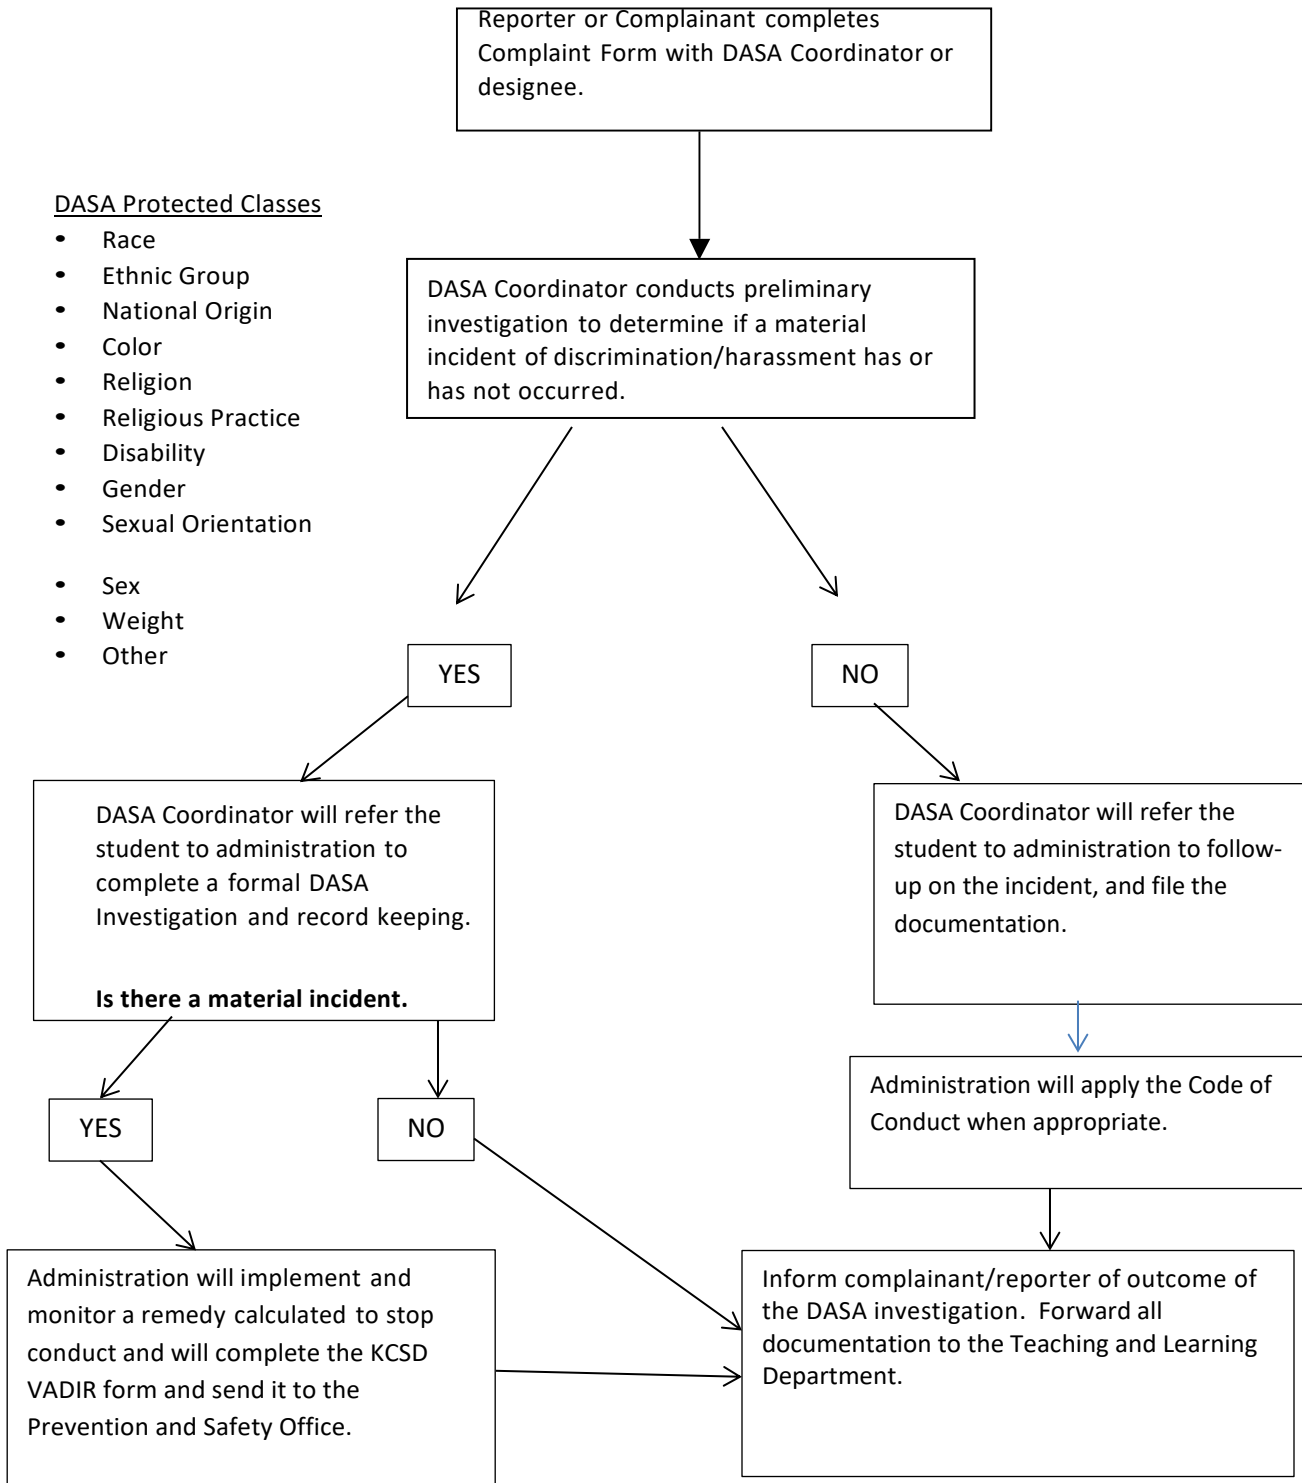 Reporter or Complainant completes
Complaint Form with DASA Coordinator or
designee.
DASA Protected Classes
• Race
• Ethnic Group
• National Origin
• Color
• Religion
• Religious Practice
• Disability
• Gender
• Sexual Orientation
• Sex
• Weight
• Other
DASA Coordinator conducts preliminary
investigation to determine if a material
incident of discrimination/harassment has or
has not occurred.
YES
NO
DASA Coordinator will refer the
student to administration to
complete a formal DASA
Investigation and record keeping.
Is there a material incident.
DASA Coordinator will refer the
student to administration to follow-
up on the incident, and file the
documentation.
YES
NO
Administration will apply the Code of
Conduct when appropriate.
Administration will implement and
monitor a remedy calculated to stop
conduct and will complete the KCSD
VADIR form and send it to the
Prevention and Safety Office.
Inform complainant/reporter of outcome of
the DASA investigation.  Forward all
documentation to the Teaching and Learning
Department.